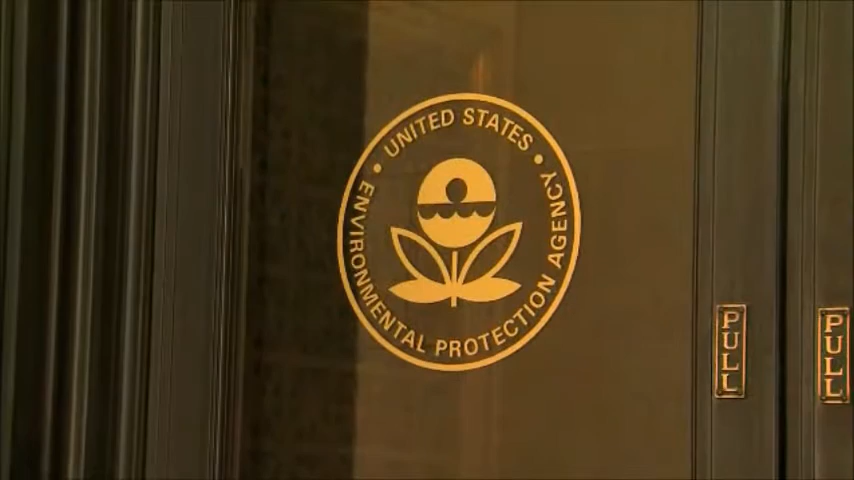 UNITED STATES
ENVIRONMENTAL PROTECTION AGENCY
PULL
PULL